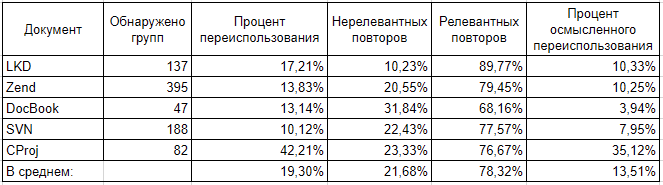 Документ Обнаружено групп Процент переиспользования Нерелевантных повторов Релевантных повторов Процент осмысленного переиспользования
LKD 137 17,21% 10,23% 89,77% 10,33%
Zend 395 13,83% 20,55% 79,45% 10,25%
DocBook 47 13,14% 31,84% 68,16% 3,94%
SVN 188 10,12% 22,43% 77,57% 7,95%
CProj 82 42,21% 23,33% 76,67% 35,12%
В среднем: 19,30% 21,68% 78,32% 13,51%